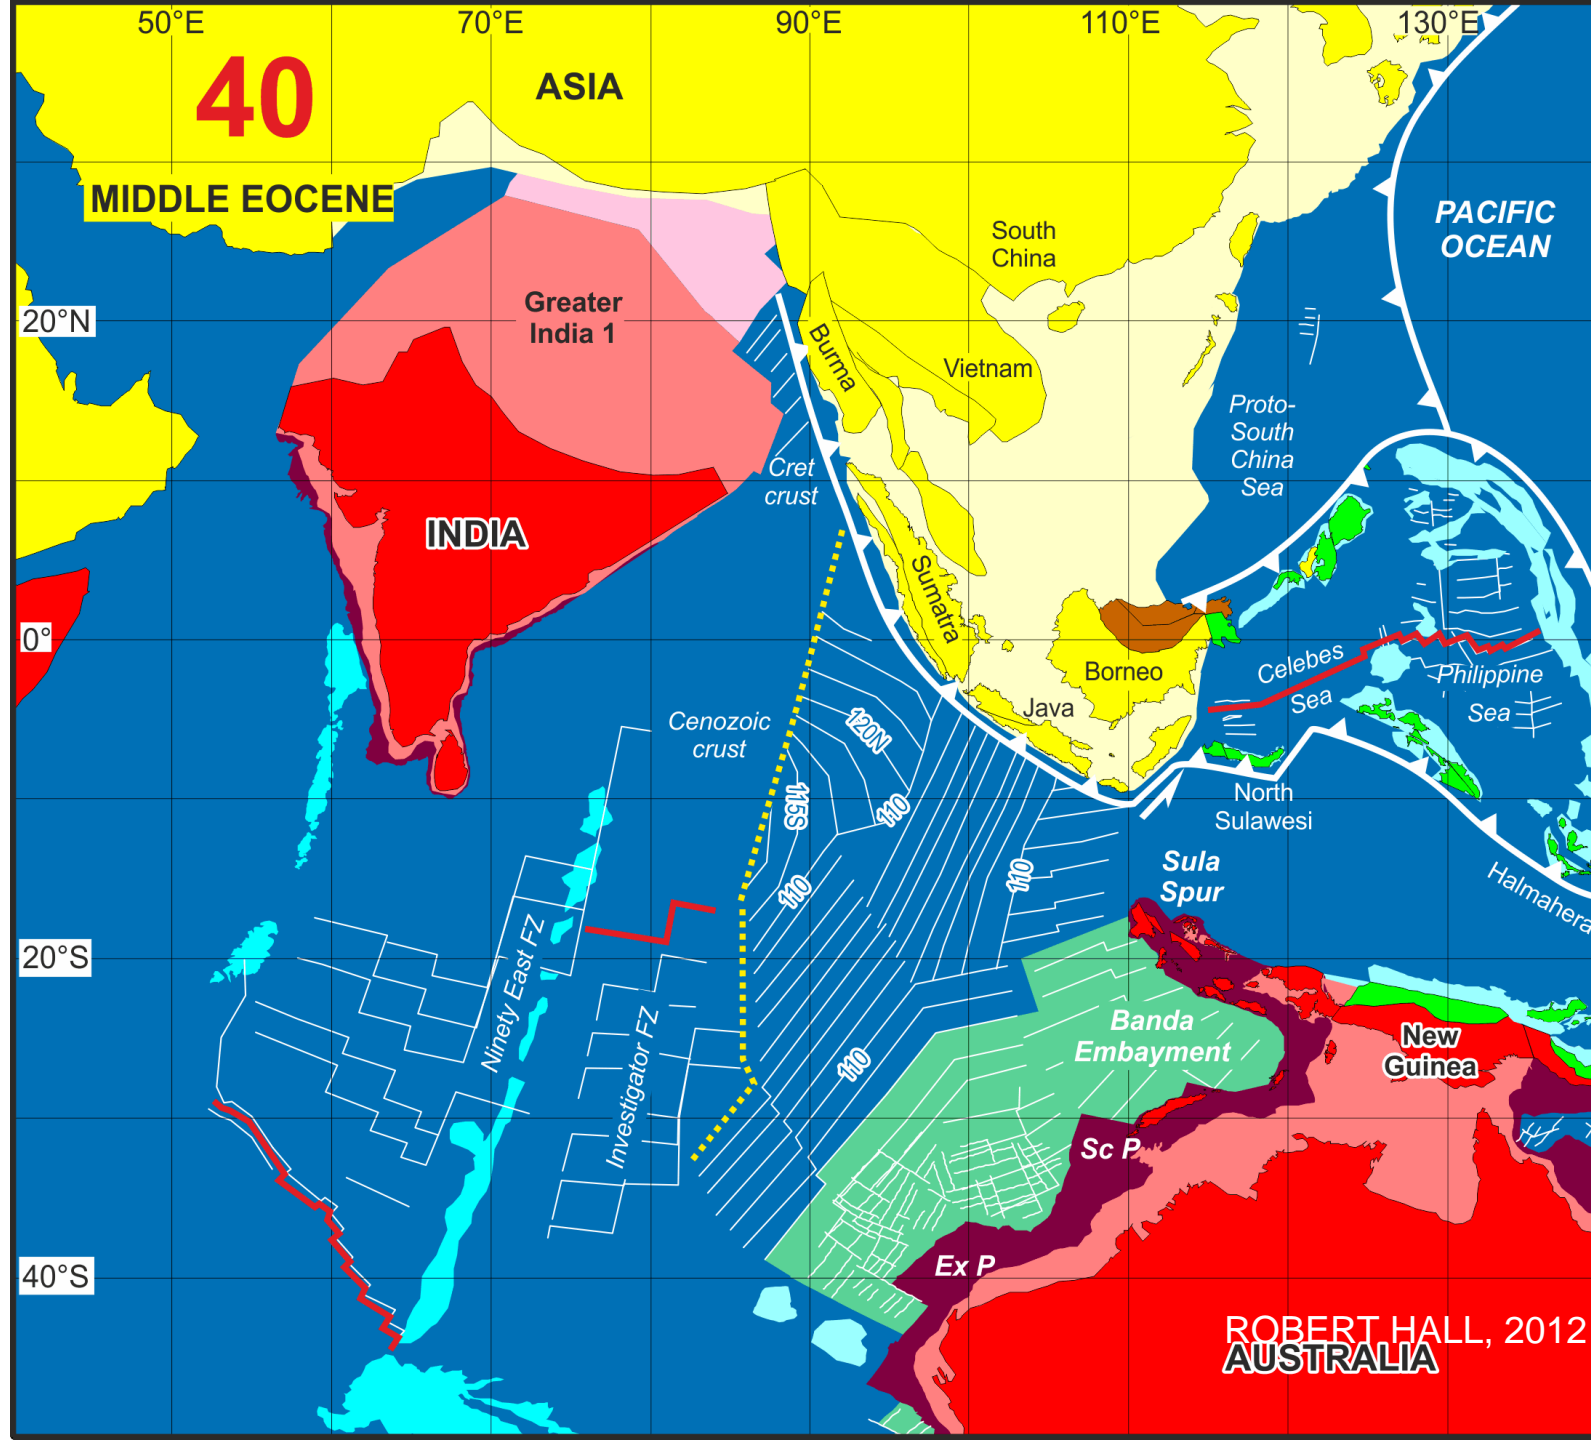 50°E
70°E
90°E
110°E
130°E
40
ASIA
MIDDLE EOCENE
PACIFIC
OCEAN
South
China
Greater
India 1
20°N
Burma
Vietnam
Proto-
South
China
Sea
Cret
crust
INDIA
Sumatra
0°
Borneo
Celebes
Sea
Philippine
Sea
Java
Cenozoic
crust
120N
115S
110
North
Sulawesi
Sula
Spur
110
110
Halmahera
20°S
Ninety East FZ
Investigator FZ
Banda
Embayment
New
Guinea
110
Sc P
Ex P
40°S
ROBERT HALL, 2012
AUSTRALIA